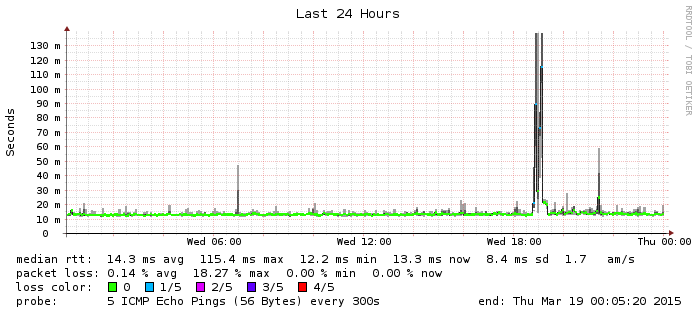 Last 24 Hours
RRDTOOL / TOBI OETIKER
Seconds
130 m
120 m
110 m
100 m
90 m
80 m
70 m
60 m
50 m
40 m
30 m
20 m
10 m
0
Wed 06:00 Wed 12:00 Wed 18:00 Thu 00:00
median rtt: 14.3 ms avg 115.4 ms max 12.2 ms min 13.3 ms now 8.4 ms sd 1.7 am/s
packet loss: 0.14 % avg 18.27 % max 0.00 % min 0.00 % now
loss color: 0 1/5 2/5 3/5 4/5
probe: 5 ICMP Echo Pings (56 Bytes) every 300s end: Thu Mar 19 00:05:20 2015